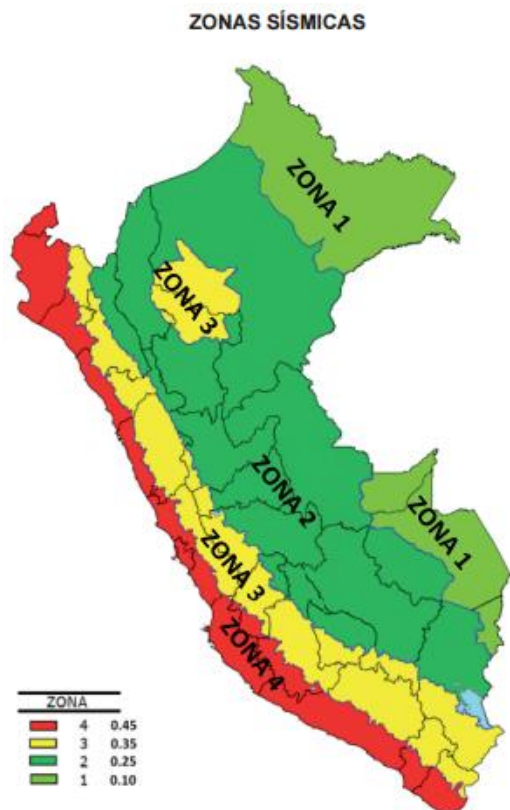 ZONAS SÍSMICAS
ZONA 1
ZONA 3
ZONA 2
ZONA 1
ZONA 3
ZONA 4
ZONA
4 0.45
3 0.35
2 0.25
1 0.10